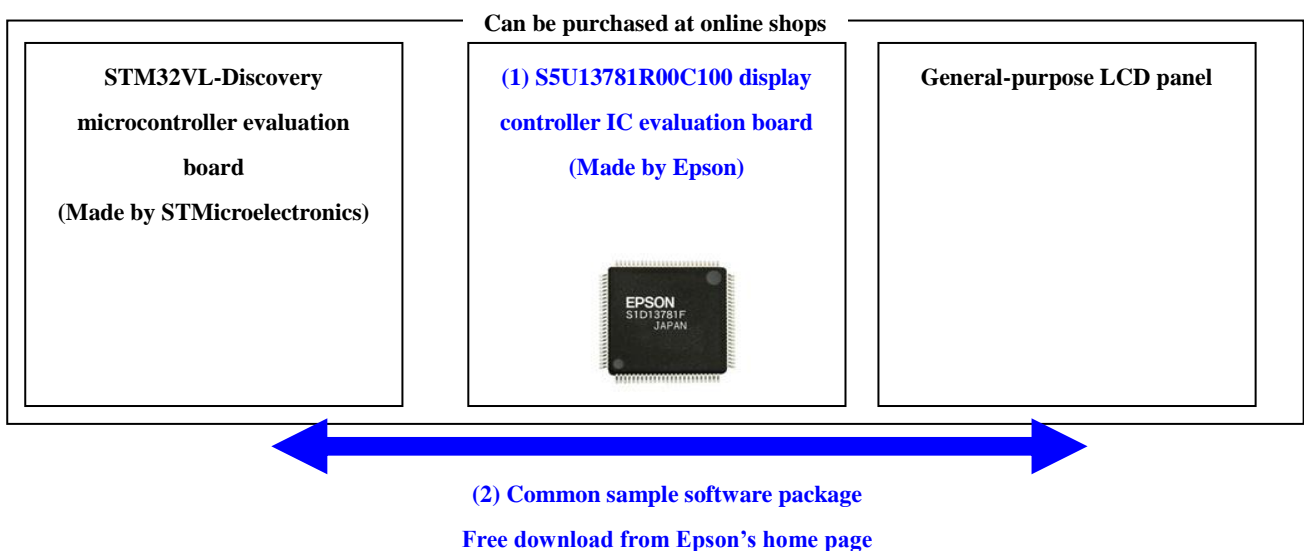 Can be purchased at online shops
STM32VL-Discovery
microcontroller evaluation
board
(Made by STMicroelectronics)
(1) S5U13781R00C100 display
controller IC evaluation board
(Made by Epson)
EPSON
S1D13781F
JAPAN
General-purpose LCD panel
(2) Common sample software package
Free download from Epson’s home page